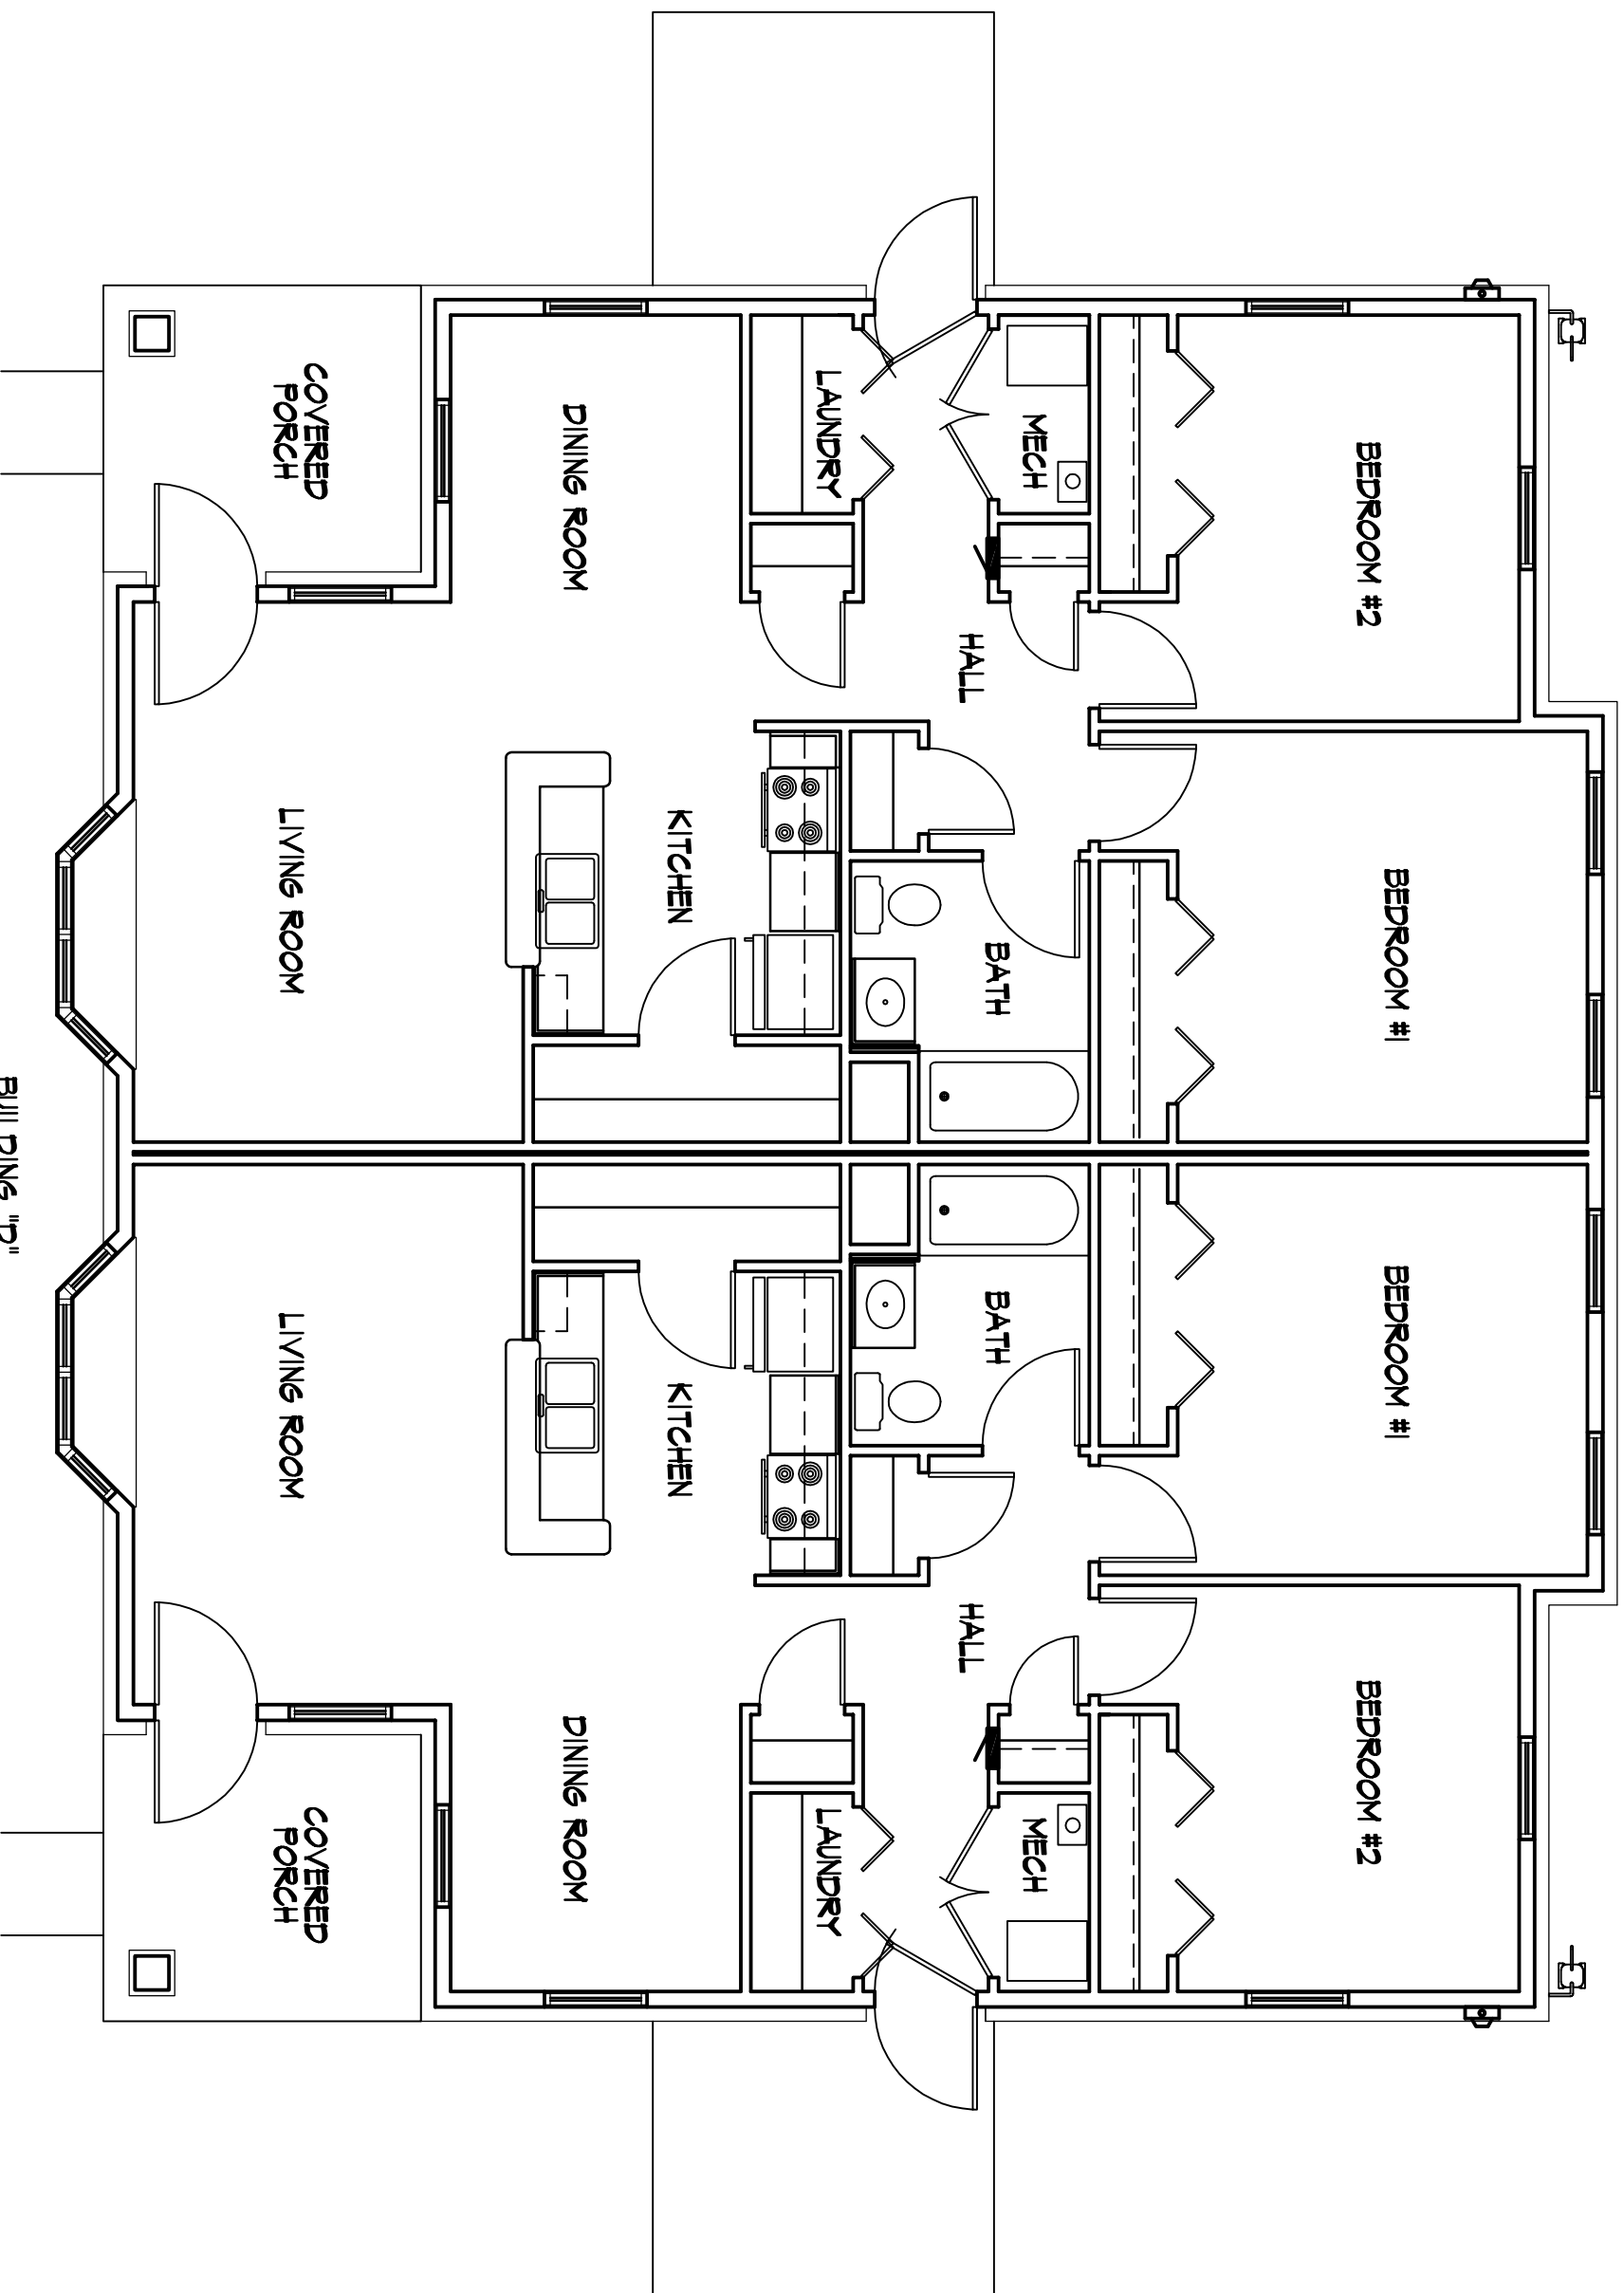 BEDROOM #2
BEDROOM #1
BEDROOM #1
BEDROOM #2
MECH
BATH
BATH
MECH
HALL
HALL
LAUNDRY
LAUNDRY
KITCHEN
KITCHEN
DINING ROOM
DINING ROOM
COVERED
PORCH
LIVING ROOM
LIVING ROOM
COVERED
PORCH
BUILDING "D"